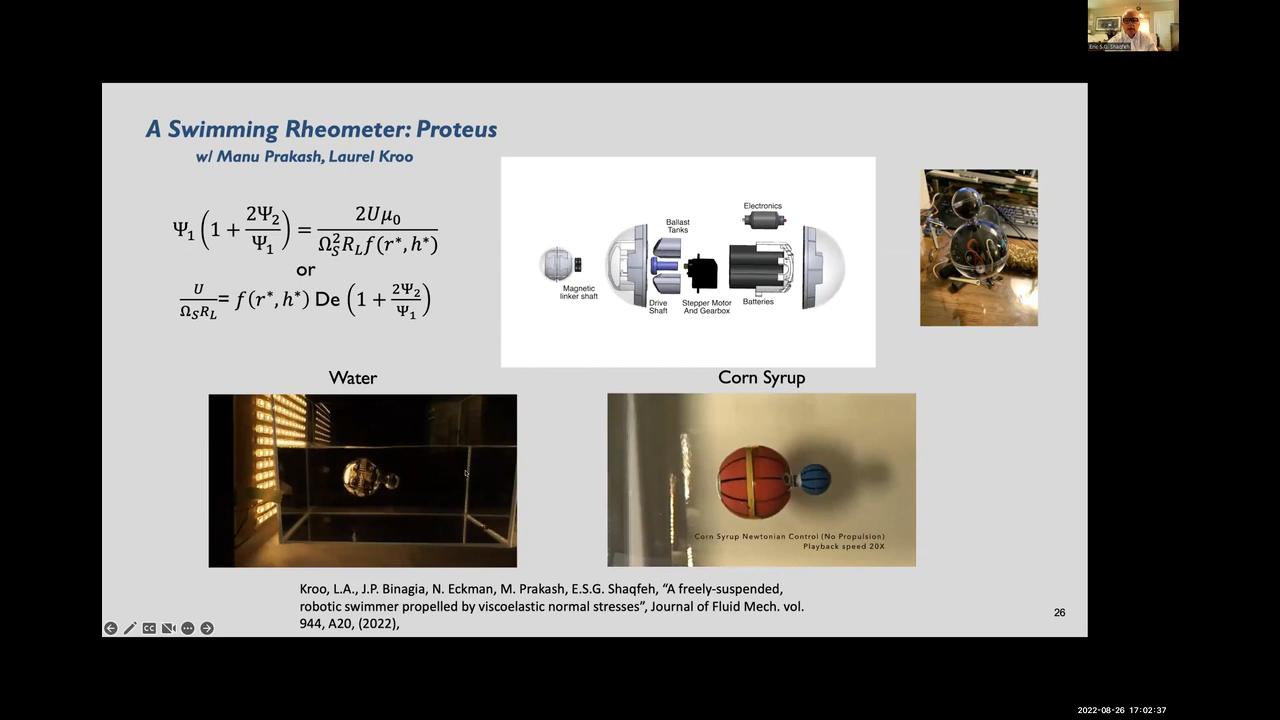 Eric S.G. Shaqfeh
A Swimming Rheometer: Proteus
w/ Manu Prakash, Laurel Kroo
Ψ₁ (1 + 2Ψ₂/Ψ₁) = 2Uμ₀/(Ω_S² R_L f(r*, h*))
or
U/(Ω_S R_L) = f(r*, h*) De (1 + 2Ψ₂/Ψ₁)
Electronics
Ballast
Tanks
Magnetic
linker shaft
Drive
Shaft
Stepper Motor
And Gearbox
Batteries
Water
Corn Syrup
Corn Syrup Newtonian Control (No Propulsion)
Playback speed 20X
Kroo, L.A., J.P. Binagia, N. Eckman, M. Prakash, E.S.G. Shaqfeh, “A freely-suspended,
robotic swimmer propelled by viscoelastic normal stresses”, Journal of Fluid Mech. vol.
944, A20, (2022),
26
CC
2022-08-26 17:02:37